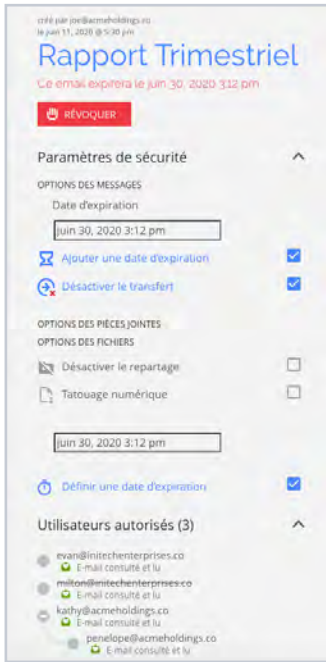 créé par joe@acmeholdings.co
le juin 11, 2020 @ 5:30 pm
Rapport Trimestriel
Ce email expirera le juin 30, 2020 3:12 pm
RÉVOQUER
Paramètres de sécurité
OPTIONS DES MESSAGES
Date d'expiration
juin 30, 2020 3:12 pm
Ajouter une date d'expiration
Désactiver le transfert
OPTIONS DES PIÈCES JOINTES
OPTIONS DES FICHIERS
Désactiver le repartage
Tatouage numérique
juin 30, 2020 3:12 pm
Définir une date d'expiration
Utilisateurs autorisés (3)
evan@initechenterprises.co
E-mail consulté et lu
milton@initechenterprises.co
E-mail consulté et lu
kathy@acmeholdings.co
E-mail consulté et lu
penelope@acmeholdings.co
E-mail consulté et lu